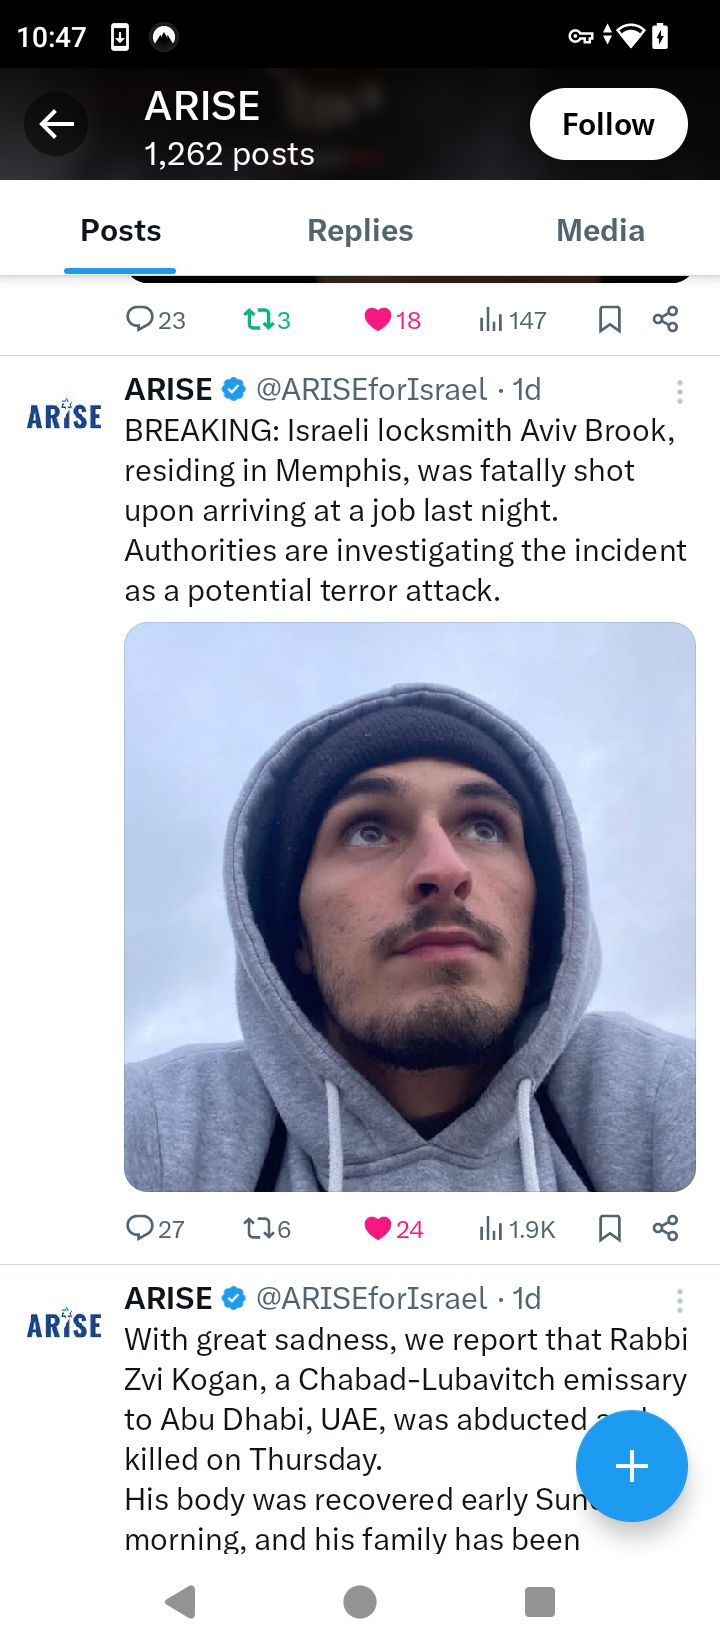 10:47
ARISE
1,262 posts
Follow
Posts
Replies
Media
23
3
18
147
ARISE @ARISEforIsrael · 1d
ARISE
BREAKING: Israeli locksmith Aviv Brook,
residing in Memphis, was fatally shot
upon arriving at a job last night.
Authorities are investigating the incident
as a potential terror attack.
27
6
24
1.9K
ARISE @ARISEforIsrael · 1d
ARISE
With great sadness, we report that Rabbi
Zvi Kogan, a Chabad-Lubavitch emissary
to Abu Dhabi, UAE, was abducted
killed on Thursday.
His body was recovered early
morning, and his family has been